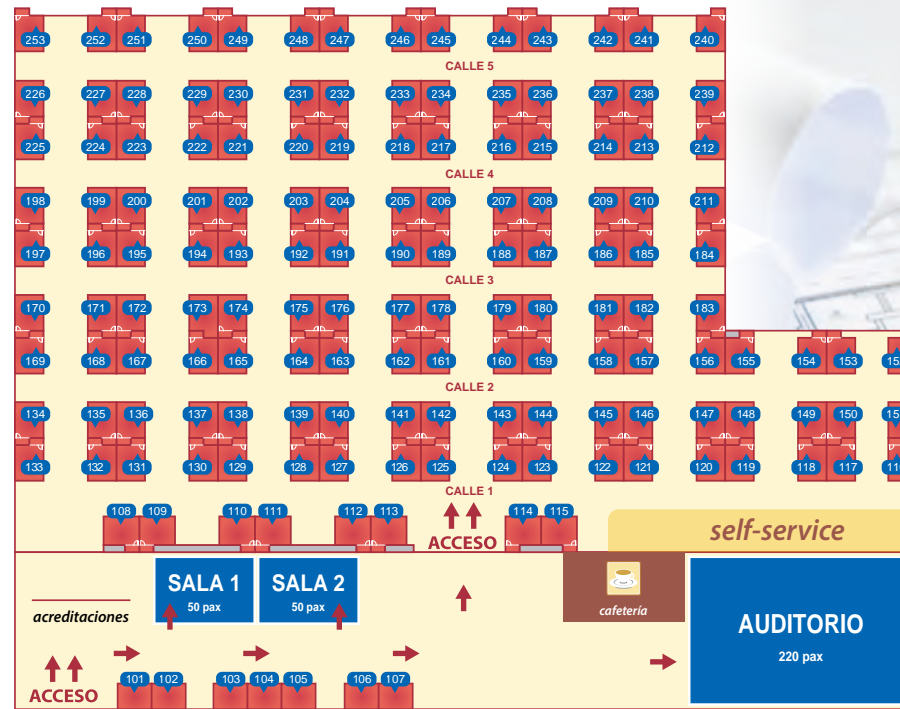 253 252 251 250 249 248 247 246 245 244 243 242 241 240
CALLE 5
226 227 228 229 230 231 232 233 234 235 236 237 238 239
225 224 223 222 221 220 219 218 217 216 215 214 213 212
CALLE 4
198 199 200 201 202 203 204 205 206 207 208 209 210 211
197 196 195 194 193 192 191 190 189 188 187 186 185 184
CALLE 3
170 171 172 173 174 175 176 177 178 179 180 181 182 183
169 168 167 166 165 164 163 162 161 160 159 158 157 156 155 154 153
CALLE 2
134 135 136 137 138 139 140 141 142 143 144 145 146 147 148 149 150
133 132 131 130 129 128 127 126 125 124 123 122 121 120 119 118 117
CALLE 1
108 109 110 111 112 113 114 115
ACCESO
self-service
SALA 1
50 pax
SALA 2
50 pax
cafetería
acreditaciones
AUDITORIO
220 pax
ACCESO
101 102 103 104 105 106 107